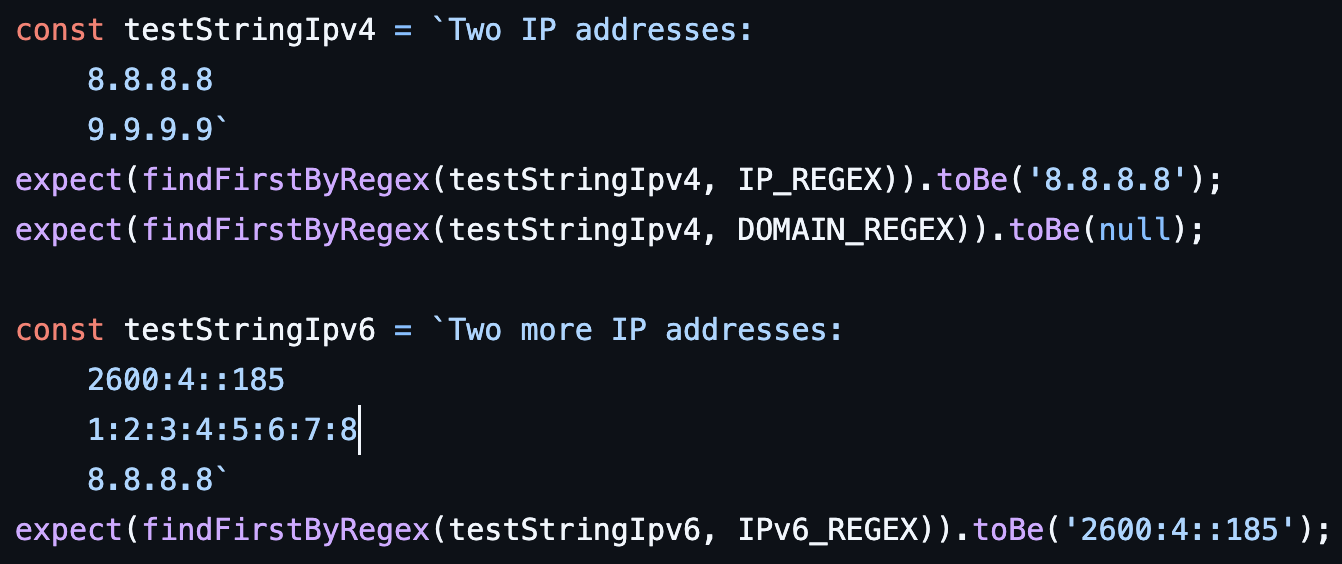 const testStringIpv4 = `Two IP addresses:
    8.8.8.8
    9.9.9.9`
expect(findFirstByRegex(testStringIpv4, IP_REGEX)).toBe('8.8.8.8');
expect(findFirstByRegex(testStringIpv4, DOMAIN_REGEX)).toBe(null);

const testStringIpv6 = `Two more IP addresses:
    2600:4::185
    1:2:3:4:5:6:7:8
    8.8.8.8`
expect(findFirstByRegex(testStringIpv6, IPv6_REGEX)).toBe('2600:4::185');